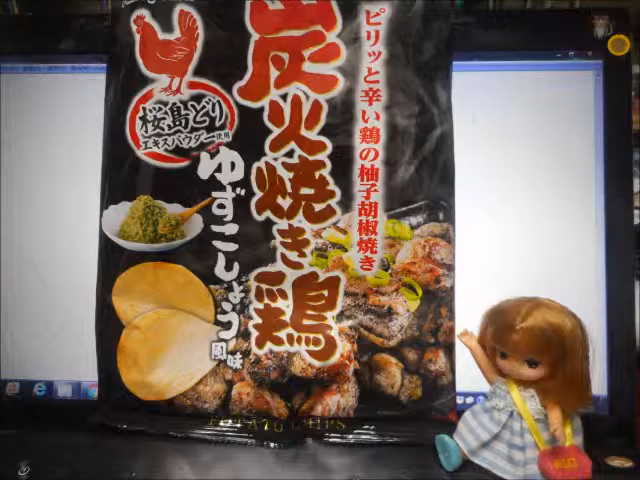 炭火焼き鶏
ピリッと辛い鶏の柚子胡椒焼き
桜島どり
エキスパウダー使用
ゆずこしょう風味
POTATO CHIPS